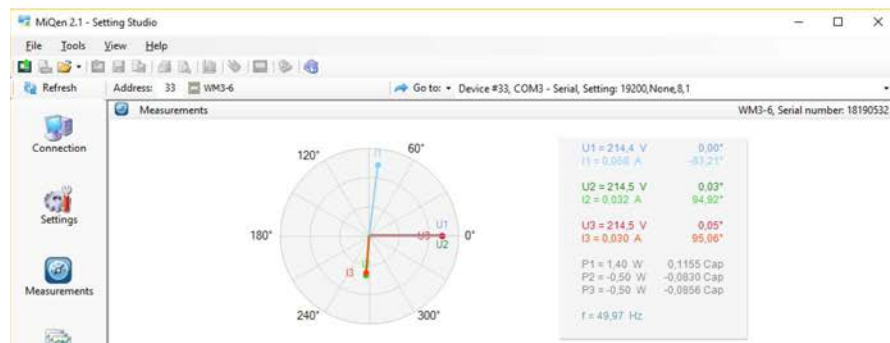 MiQen 2.1 - Setting Studio
File Tools View Help
Refresh Address: 33 WM3-6 Go to: Device #33, COM3 - Serial, Setting: 19200,None,8,1
Measurements WM3-6, Serial number: 18190532
Connection
Settings
Measurements
120° I1 60°
180° U1 U3 U2 0°
I3
240° 300°
U1 = 214,4 V 0,00°
-83,21°
U2 = 214,5 V 0,03°
I2 = 0,032 A 94,92°
U3 = 214,5 V 0,05°
I3 = 0,030 A 95,06°
P1 = 1,40 W 0,1155 Cap
P2 = -0,50 W -0,0830 Cap
P3 = -0,50 W -0,0856 Cap
f = 49,97 Hz